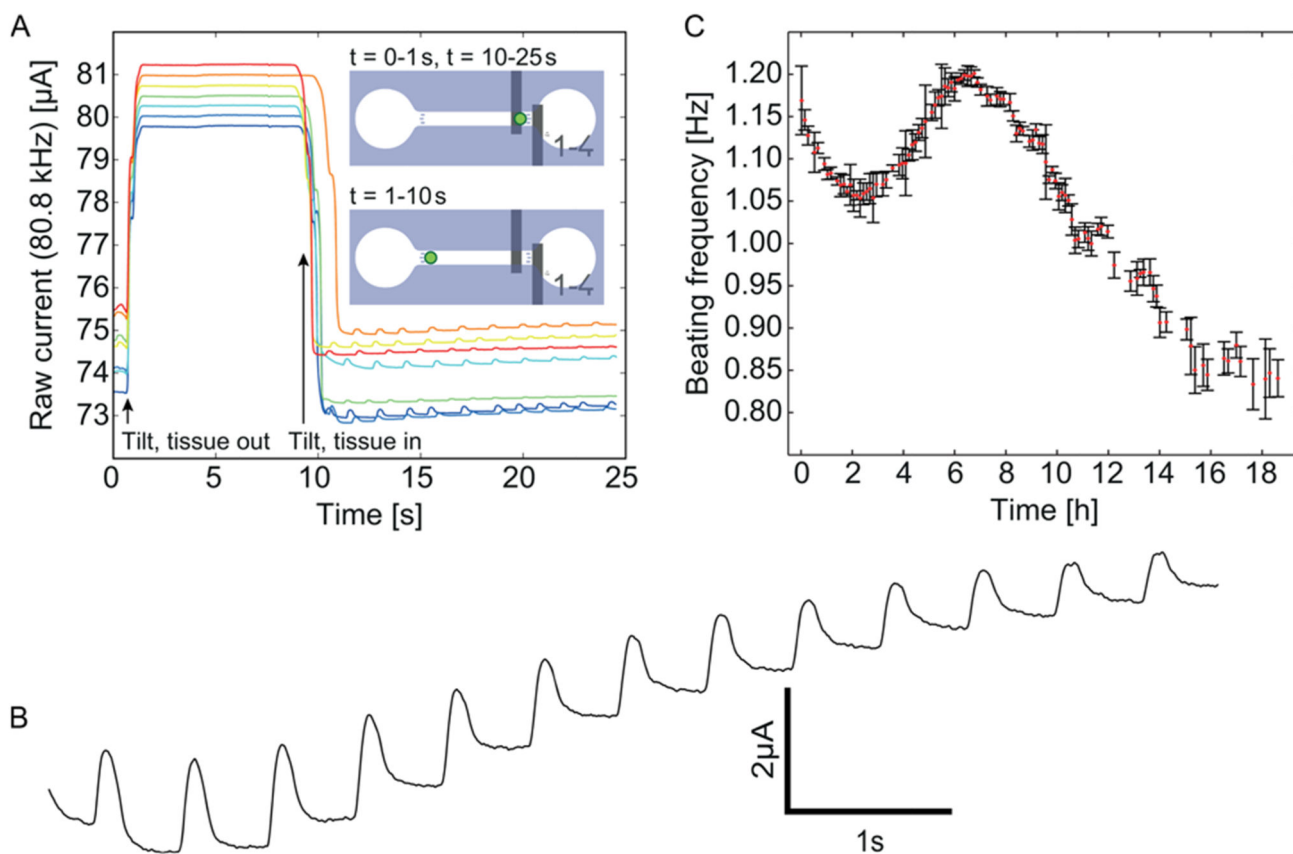 A
Raw current (80.8 kHz) [µA]
81
80
79
78
77
76
75
74
73
t = 0-1s, t = 10-25s
1-4
t = 1-10s
1-4
Tilt, tissue out
Tilt, tissue in
0
5
10
15
20
25
Time [s]
C
Beating frequency [Hz]
1.20
1.15
1.10
1.05
1.00
0.95
0.90
0.85
0.80
0
2
4
6
8
10
12
14
16
18
Time [h]
B
2µA
1s